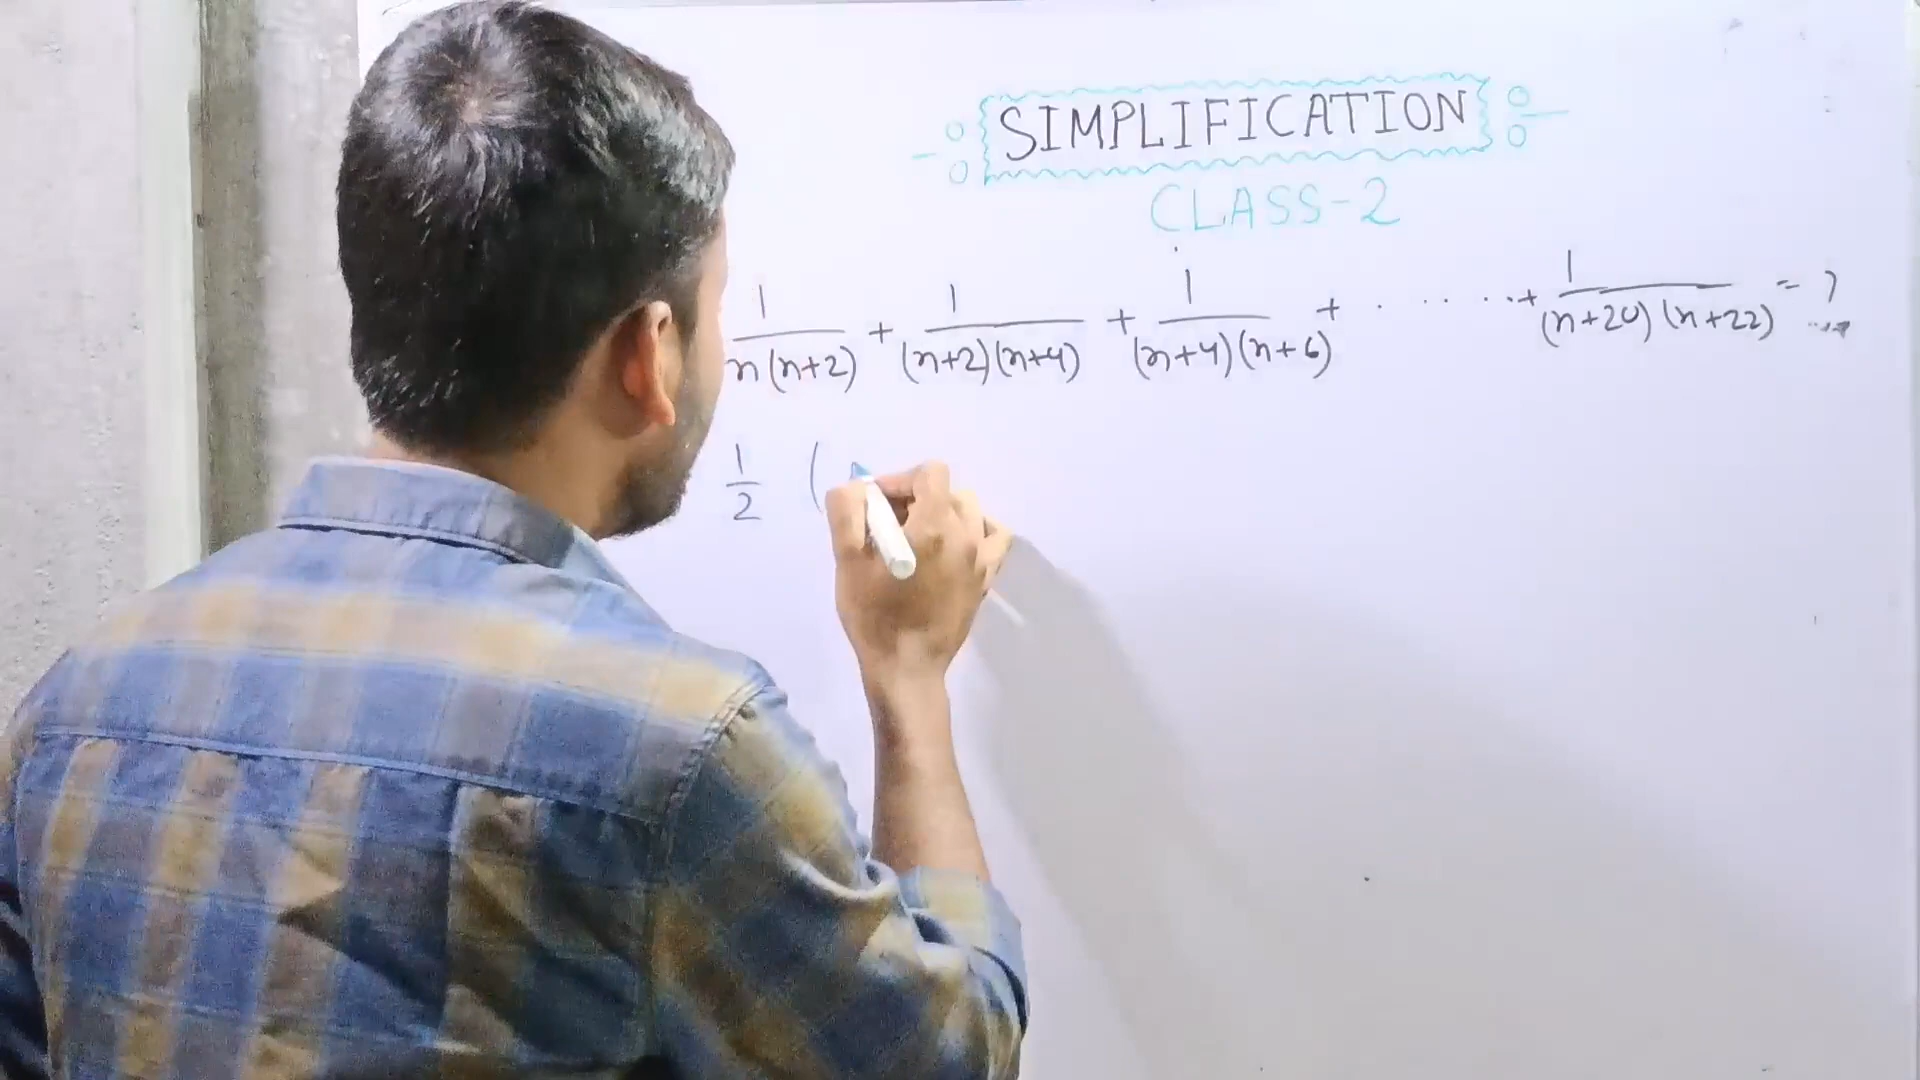 SIMPLIFICATION
CLASS-2
1/n(n+2) + 1/(n+2)(n+4) + 1/(n+4)(n+6) + . . . . . . + 1/(n+20)(n+22) = ?
1/2 (